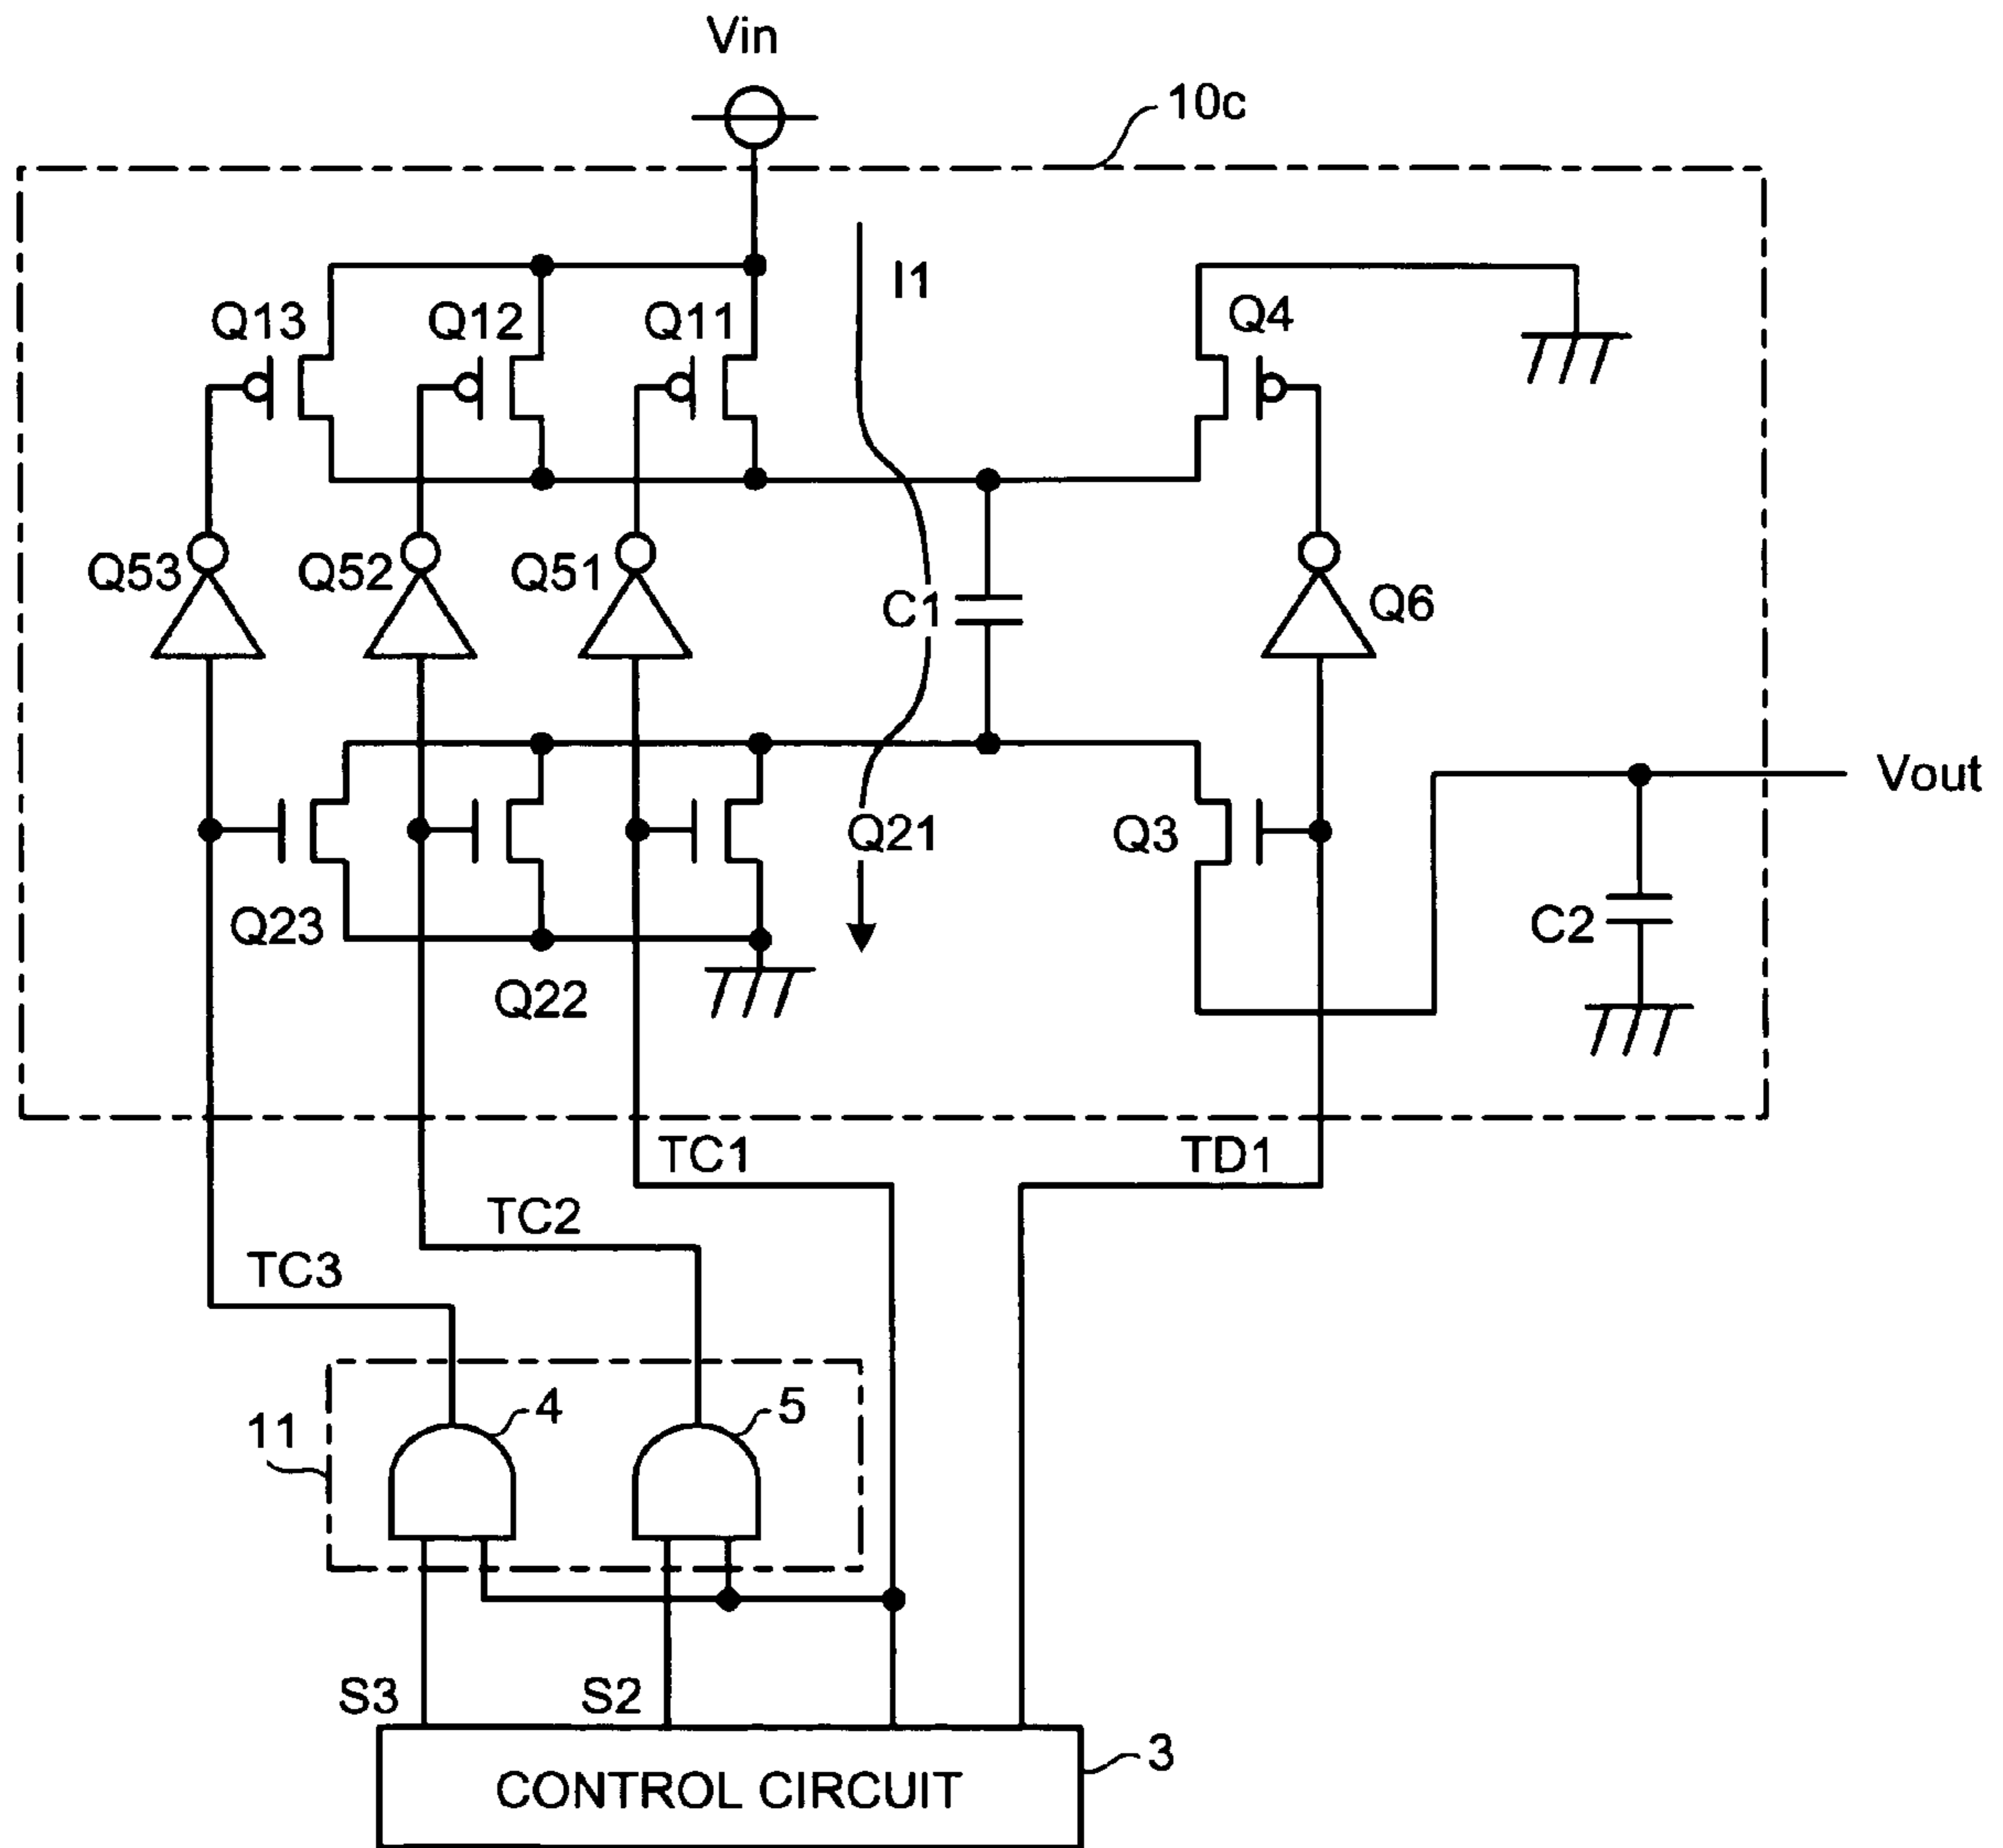 Vin
10c
I1
Q13
Q12
Q11
Q4
Q53
Q52
Q51
C1
Q6
Vout
Q21
Q3
Q23
C2
Q22
TC1
TD1
TC2
TC3
4
5
11
S3
S2
3
CONTROL CIRCUIT